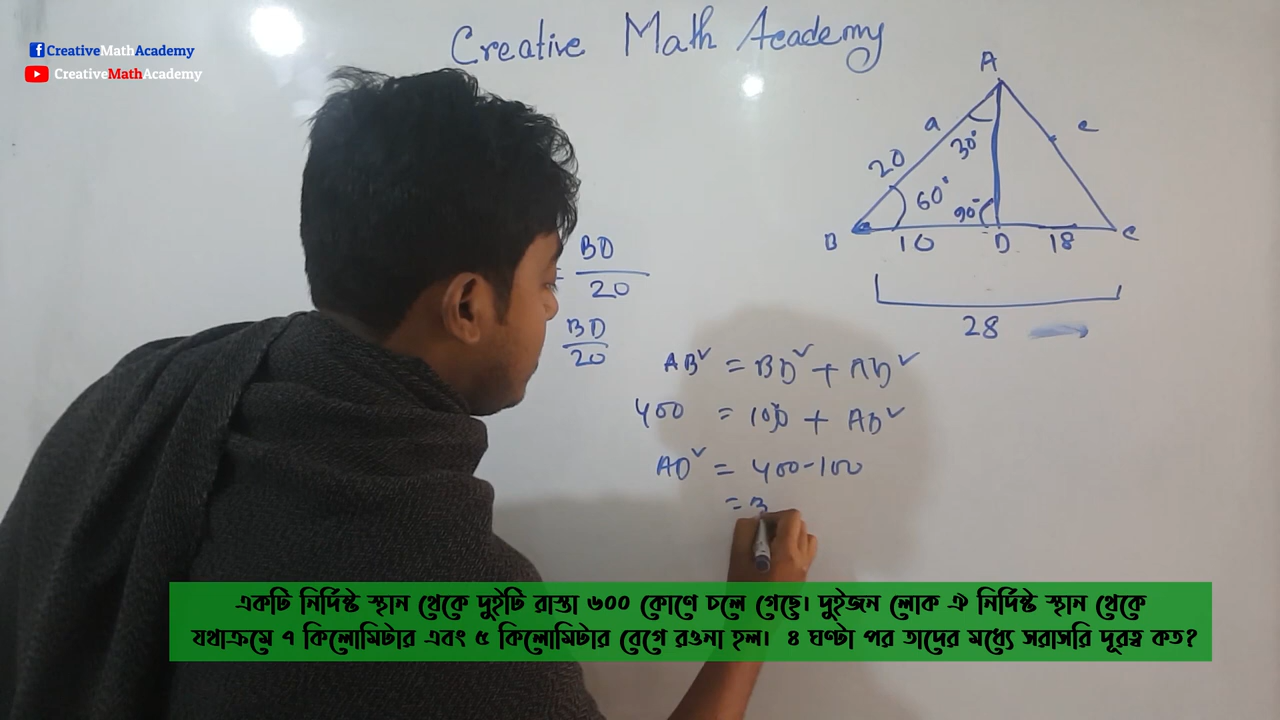 CreativeMathAcademy
CreativeMathAcademy
Creative Math Academy
A
a
c
20
30°
60°
90°
B
10
D
18
C
28
= BD/20
BD/20
AB² = BD² + AD²
400 = 100 + AD²
AD² = 400-100
= 3
একটি নির্দিষ্ট স্থান থেকে দুইটি রাস্তা ৬০০ কোণে চলে গেছে। দুইজন লোক ঐ নির্দিষ্ট স্থান থেকে
যথাক্রমে ৭ কিলোমিটার এবং ৫ কিলোমিটার বেগে রওনা হল। ৪ ঘণ্টা পর তাদের মধ্যে সরাসরি দূরত্ব কত?